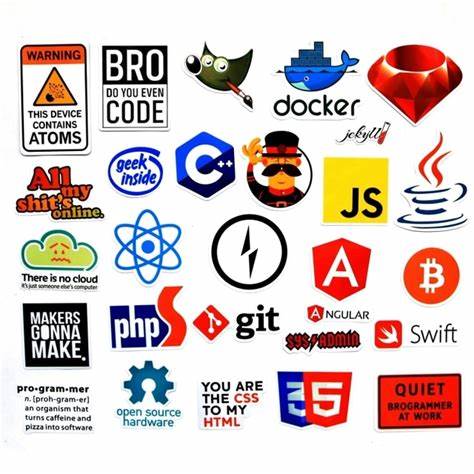 WARNING
THIS DEVICE
CONTAINS
ATOMS
BRO
DO YOU EVEN
CODE
docker
jekyll
All
my
shit's
online.
geek
inside
C++
JS
There is no cloud
It's just someone else's computer
MAKERS
GONNA
MAKE.
phpS
git
A
ANGULAR
SYS/ADMIN
B
Swift
pro·gram·mer
n. (proh-gram-er)
an organism that
turns caffeine and
pizza into software
open source
hardware
YOU ARE
THE CSS
TO MY
HTML
35
QUIET
BROGRAMMER
AT WORK